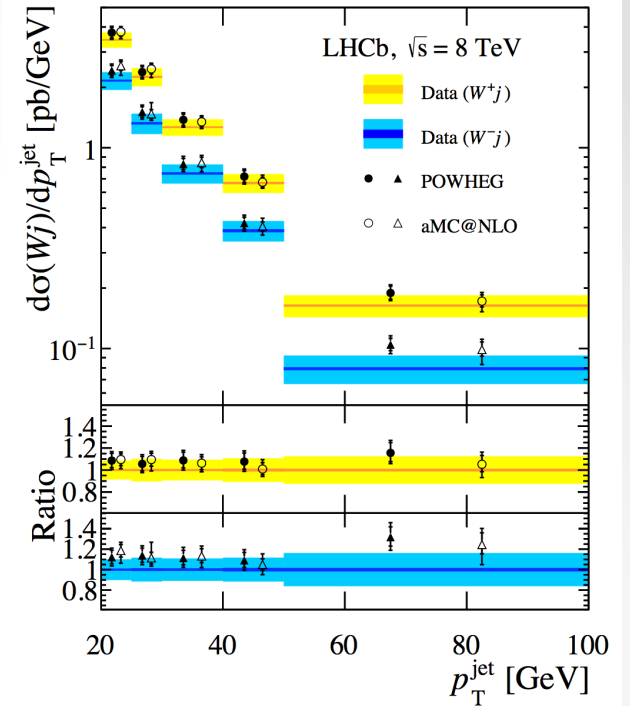 LHCb, √s = 8 TeV
Data (W⁺j)
Data (W⁻j)
POWHEG
aMC@NLO
dσ(Wj)/dp_T^jet [pb/GeV]
1
10⁻¹
Ratio
1.4
1.2
1
0.8
1.4
1.2
1
0.8
20 40 60 80 100
p_T^jet [GeV]